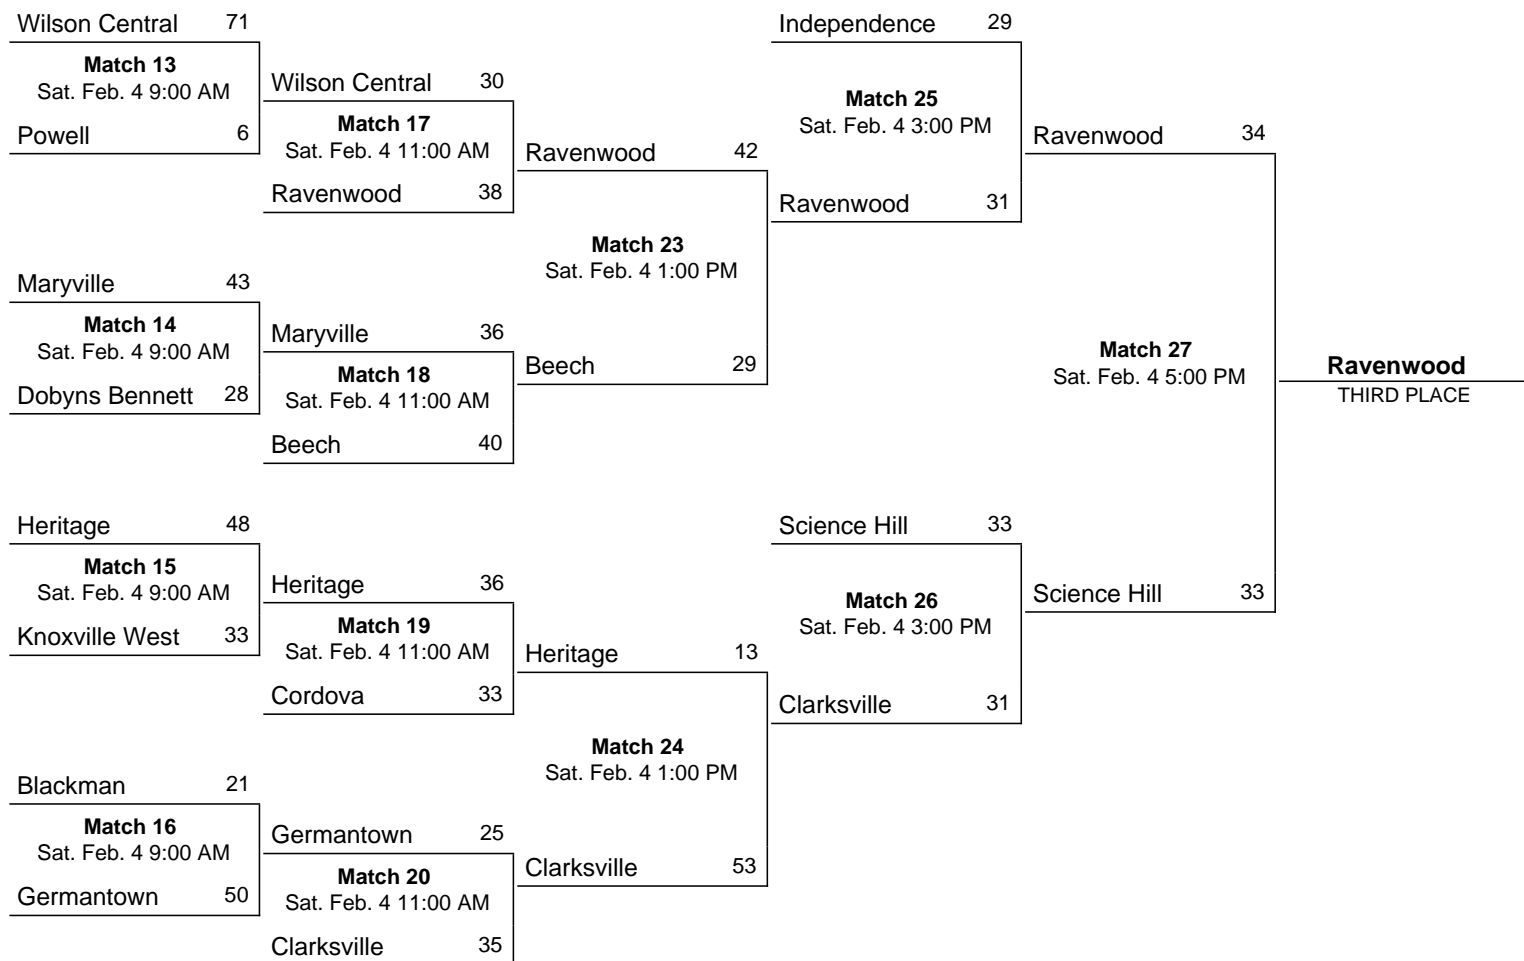 Wilson Central 71
Match 13
Sat. Feb. 4 9:00 AM
Powell 6
Maryville 43
Match 14
Sat. Feb. 4 9:00 AM
Dobyns Bennett 28
Heritage 48
Match 15
Sat. Feb. 4 9:00 AM
Knoxville West 33
Blackman 21
Match 16
Sat. Feb. 4 9:00 AM
Germantown 50
Wilson Central 30
Match 17
Sat. Feb. 4 11:00 AM
Ravenwood 38
Maryville 36
Match 18
Sat. Feb. 4 11:00 AM
Beech 40
Heritage 36
Match 19
Sat. Feb. 4 11:00 AM
Cordova 33
Germantown 25
Match 20
Sat. Feb. 4 11:00 AM
Clarksville 35
Ravenwood 42
Match 23
Sat. Feb. 4 1:00 PM
Beech 29
Heritage 13
Match 24
Sat. Feb. 4 1:00 PM
Clarksville 53
Independence 29
Match 25
Sat. Feb. 4 3:00 PM
Ravenwood 31
Science Hill 33
Match 26
Sat. Feb. 4 3:00 PM
Clarksville 31
Ravenwood 34
Match 27
Sat. Feb. 4 5:00 PM
Science Hill 33
Ravenwood
THIRD PLACE